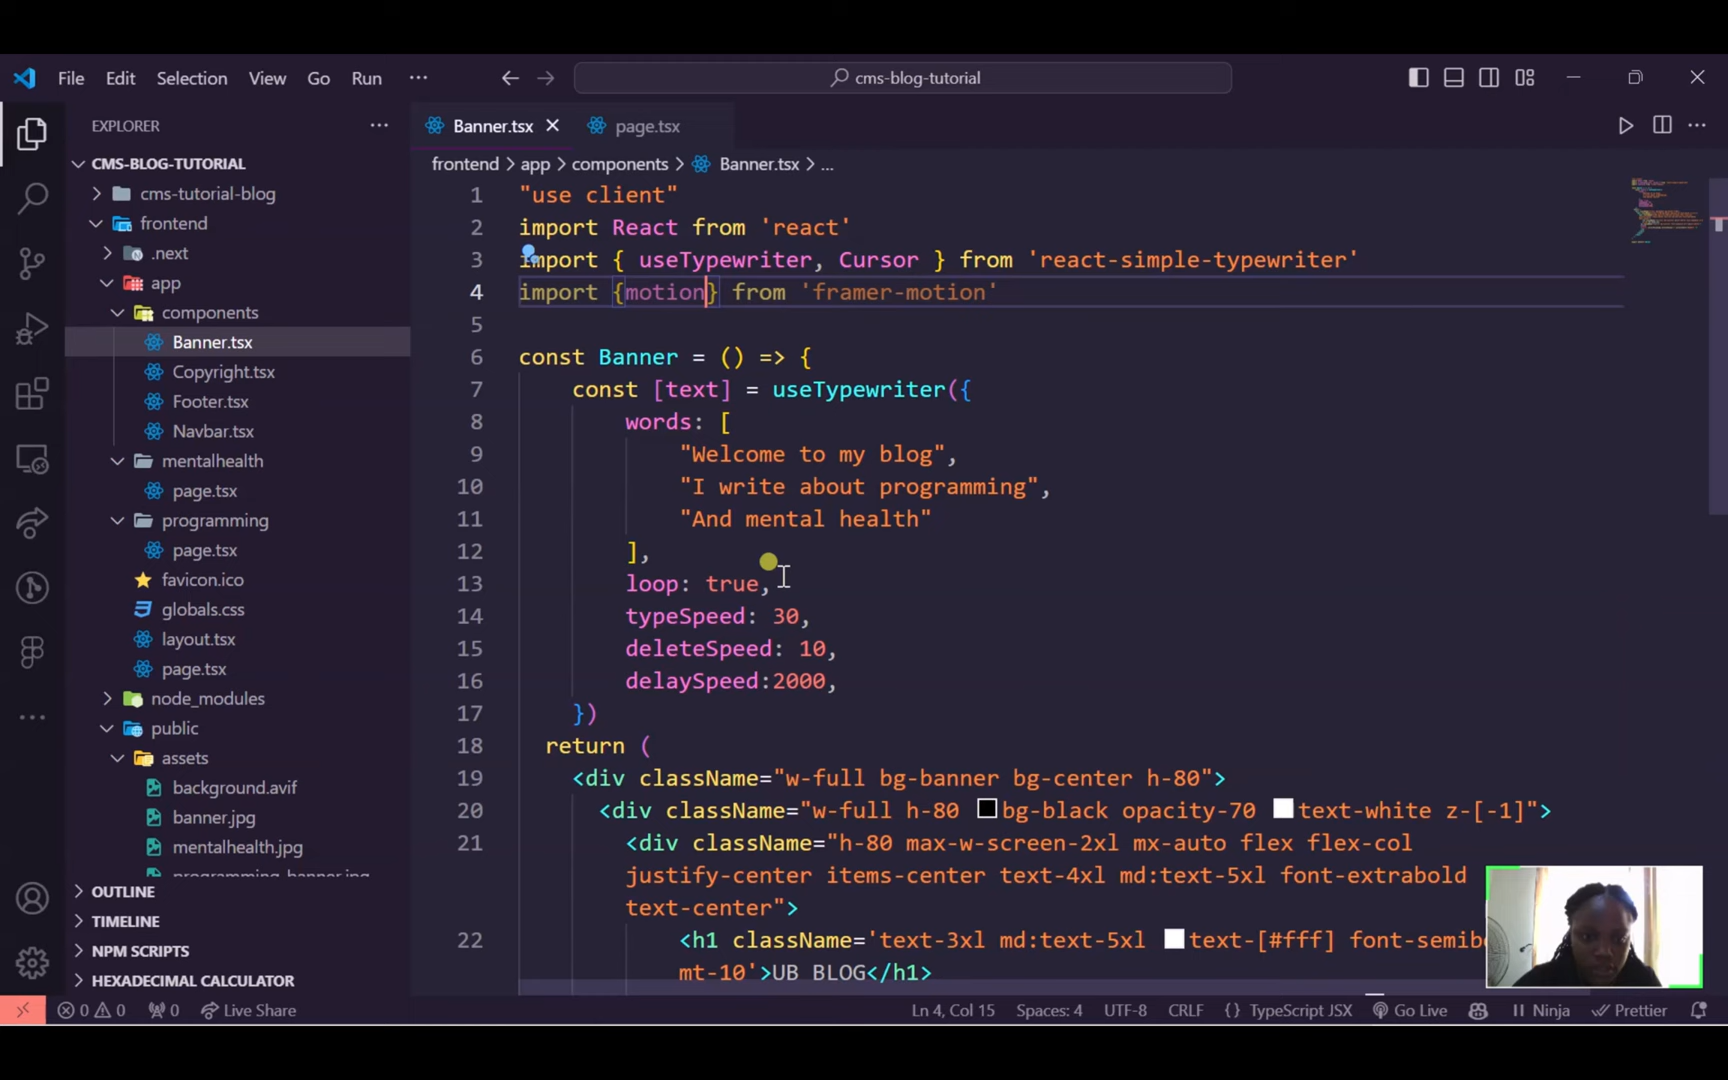 File Edit Selection View Go Run ··· cms-blog-tutorial
EXPLORER ···
CMS-BLOG-TUTORIAL
cms-tutorial-blog
frontend
.next
app
components
Banner.tsx
Copyright.tsx
Footer.tsx
Navbar.tsx
mentalhealth
page.tsx
programming
page.tsx
favicon.ico
globals.css
layout.tsx
page.tsx
node_modules
public
assets
background.avif
banner.jpg
mentalhealth.jpg
programming-banner.jpg
OUTLINE
TIMELINE
NPM SCRIPTS
HEXADECIMAL CALCULATOR
Banner.tsx page.tsx
frontend > app > components > Banner.tsx > ...
1 "use client"
2 import React from 'react'
3 import { useTypewriter, Cursor } from 'react-simple-typewriter'
4 import {motion} from 'framer-motion'
5
6 const Banner = () => {
7 const [text] = useTypewriter({
8 words: [
9 "Welcome to my blog",
10 "I write about programming",
11 "And mental health"
12 ],
13 loop: true,
14 typeSpeed: 30,
15 deleteSpeed: 10,
16 delaySpeed:2000,
17 })
18 return (
19 <div className="w-full bg-banner bg-center h-80">
20 <div className="w-full h-80 bg-black opacity-70 text-white z-[-1]">
21 <div className="h-80 max-w-screen-2xl mx-auto flex flex-col
justify-center items-center text-4xl md:text-5xl font-extrabold
text-center">
22 <h1 className='text-3xl md:text-5xl text-[#fff] font-semibo
mt-10'>UB BLOG</h1>
0 0 0 Live Share Ln 4, Col 15 Spaces: 4 UTF-8 CRLF {} TypeScript JSX Go Live Ninja Prettier